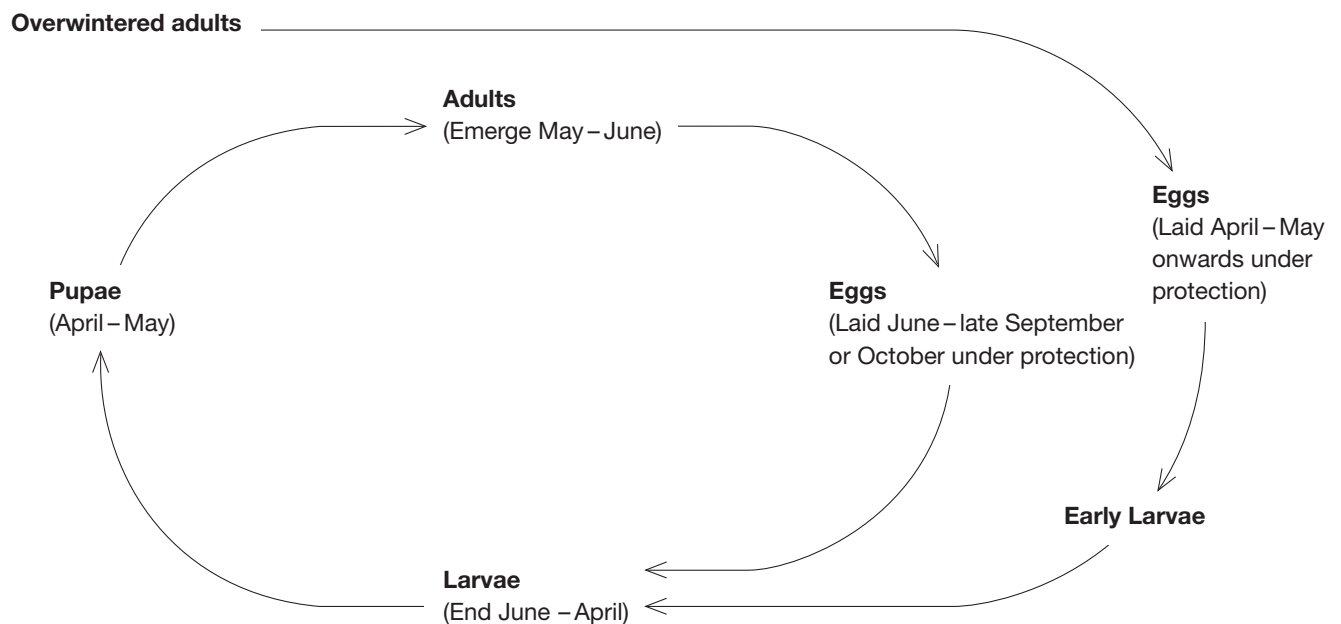 Overwintered adults
Adults
(Emerge May – June)
Eggs
(Laid April – May
onwards under
protection)
Pupae
(April – May)
Eggs
(Laid June – late September
or October under protection)
Early Larvae
Larvae
(End June – April)